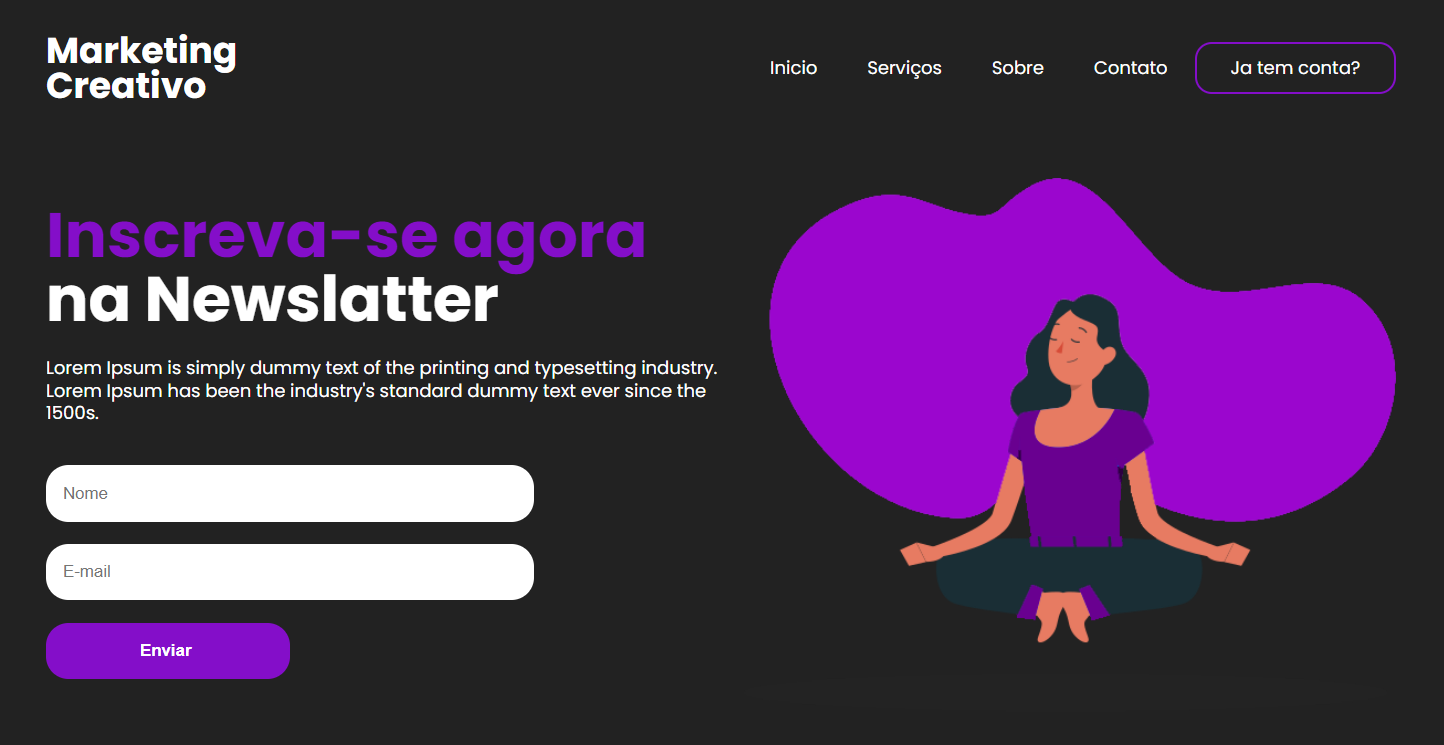 Marketing
Creativo
Inicio Serviços Sobre Contato Ja tem conta?
Inscreva-se agora
na Newslatter
Lorem Ipsum is simply dummy text of the printing and typesetting industry.
Lorem Ipsum has been the industry's standard dummy text ever since the
1500s.
Nome
E-mail
Enviar